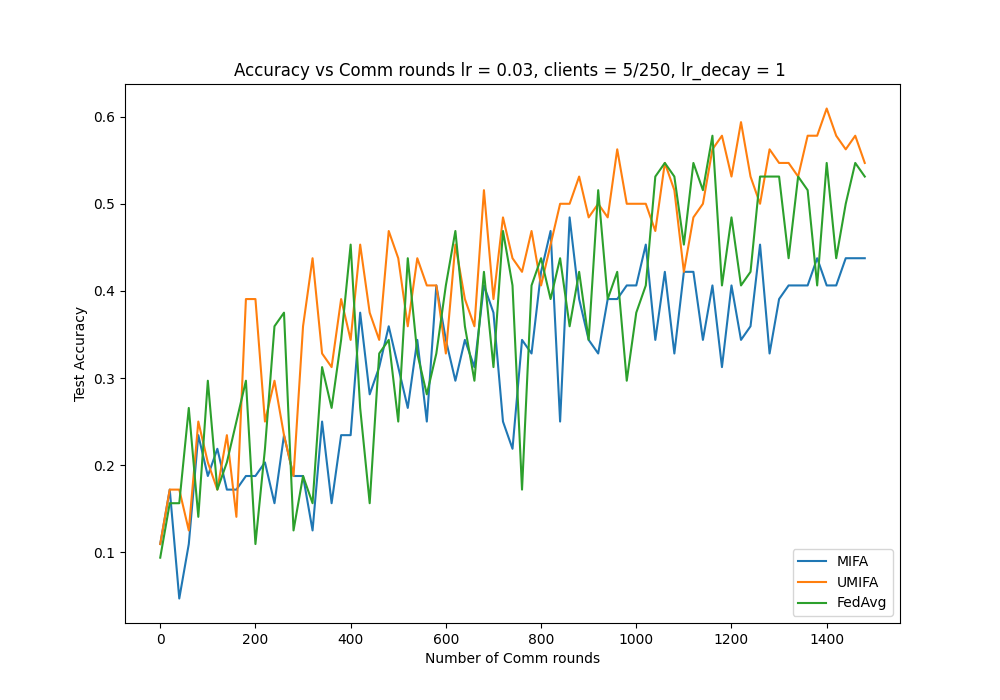 Accuracy vs Comm rounds lr = 0.03, clients = 5/250, lr_decay = 1
Test Accuracy
0.6
0.5
0.4
0.3
0.2
0.1
MIFA
UMIFA
FedAvg
0 200 400 600 800 1000 1200 1400
Number of Comm rounds